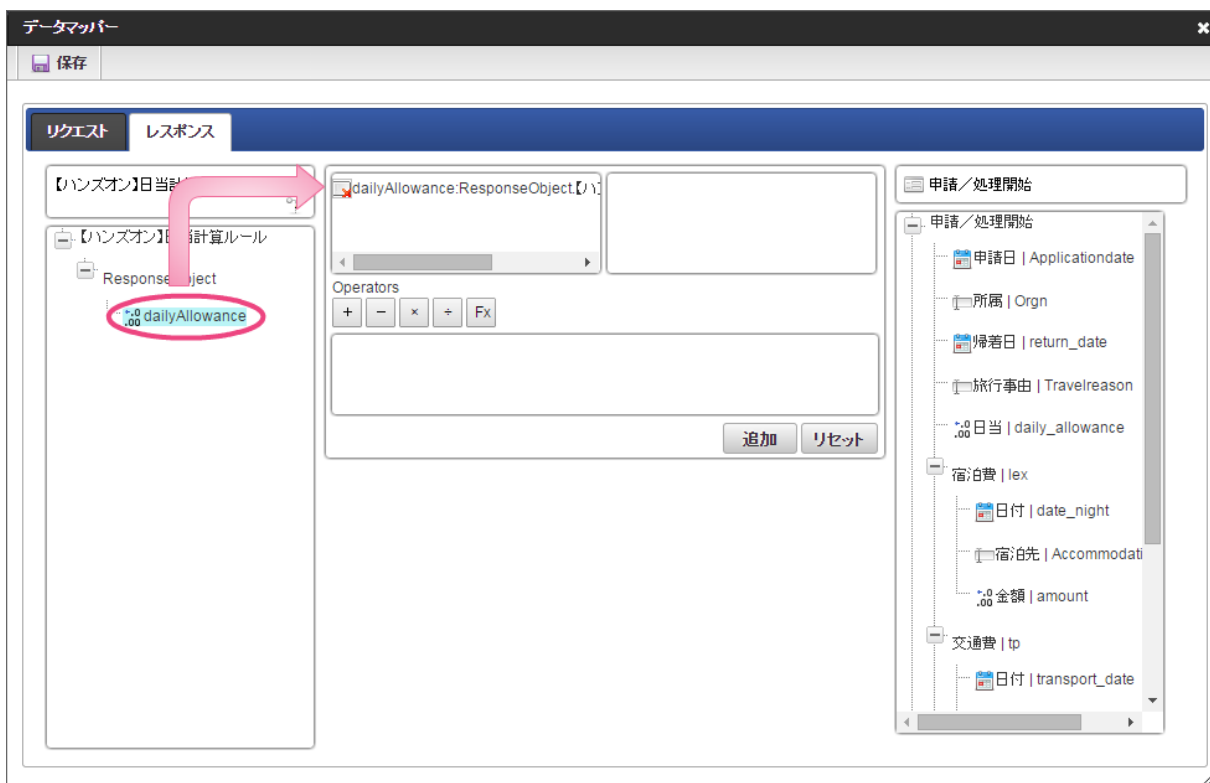 データマッパー
保存
リクエスト
レスポンス
【ハンズオン】日当計
【ハンズオン】日当計算ルール
ResponseObject
dailyAllowance
dailyAllowance:ResponseObject.【ハ
Operators
+ − × ÷ Fx
追加 リセット
申請／処理開始
申請／処理開始
申請日 | Applicationdate
所属 | Orgn
帰着日 | return_date
旅行事由 | Travelreason
日当 | daily_allowance
宿泊費 | lex
日付 | date_night
宿泊先 | Accommodati
金額 | amount
交通費 | tp
日付 | transport_date